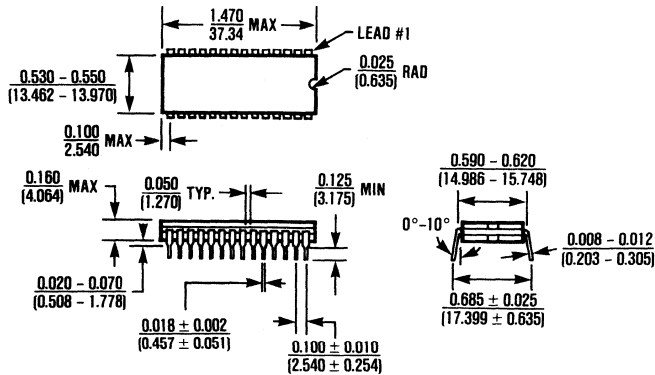 1.470
37.34
MAX
LEAD #1
0.530 – 0.550
(13.462 – 13.970)
0.025
(0.635)
RAD
0.100
2.540
MAX
0.160
(4.064)
MAX
0.050
(1.270)
TYP.
0.125
(3.175)
MIN
0.590 – 0.620
(14.986 – 15.748)
0°–10°
0.008 – 0.012
(0.203 – 0.305)
0.020 – 0.070
(0.508 – 1.778)
0.685 ± 0.025
(17.399 ± 0.635)
0.018 ± 0.002
(0.457 ± 0.051)
0.100 ± 0.010
(2.540 ± 0.254)